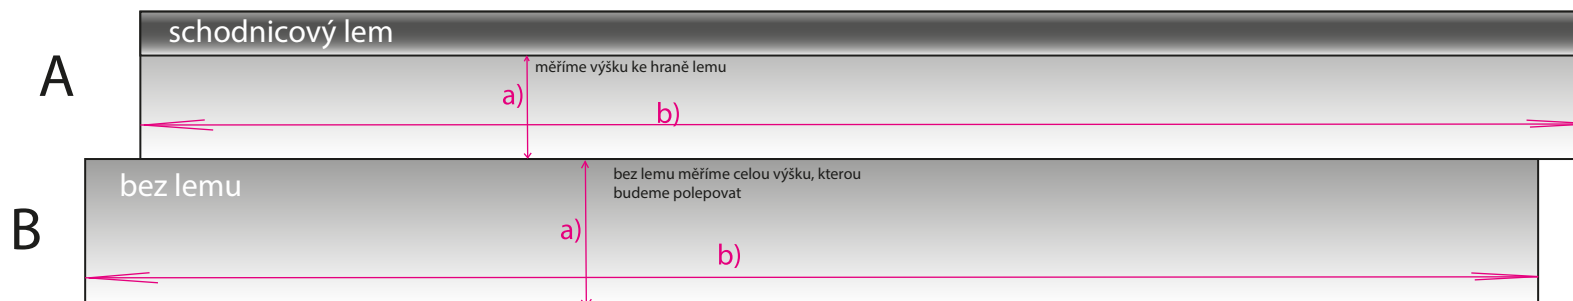 schodnicový lem
A
měříme výšku ke hraně lemu
a)
b)
bez lemu
bez lemu měříme celou výšku, kterou
budeme polepovat
B
a)
b)